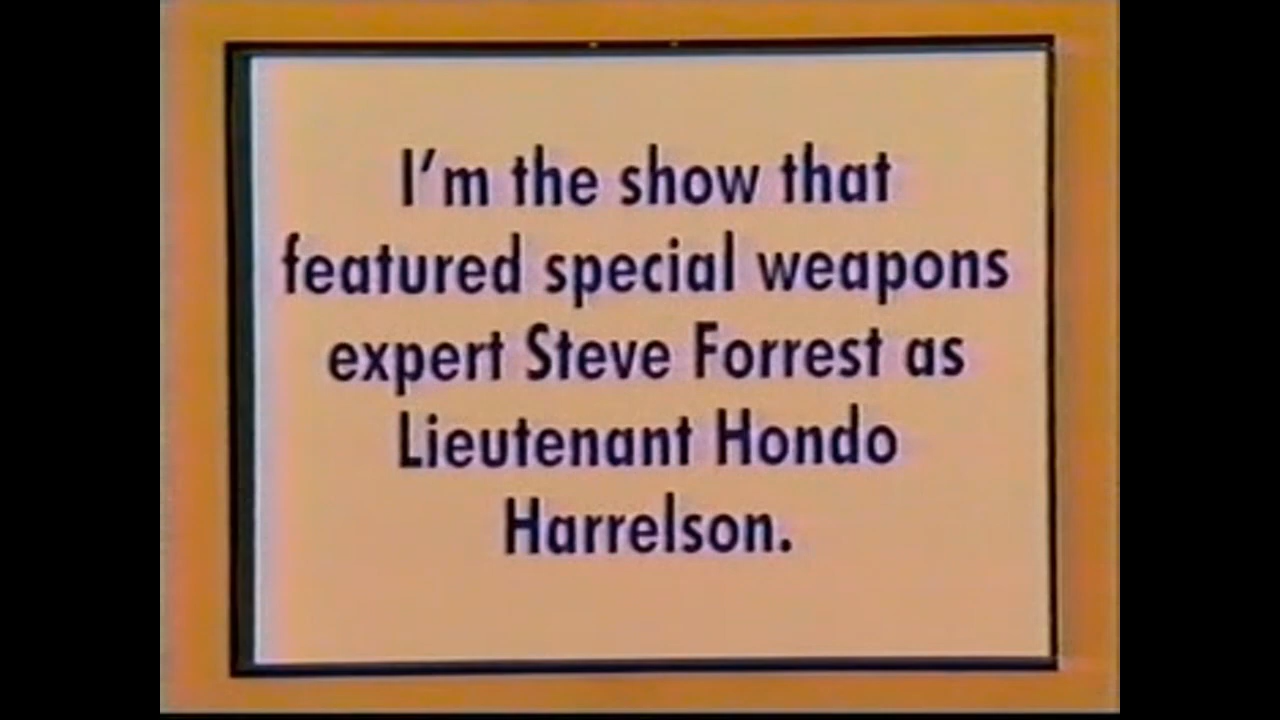 I'm the show that
featured special weapons
expert Steve Forrest as
Lieutenant Hondo
Harrelson.